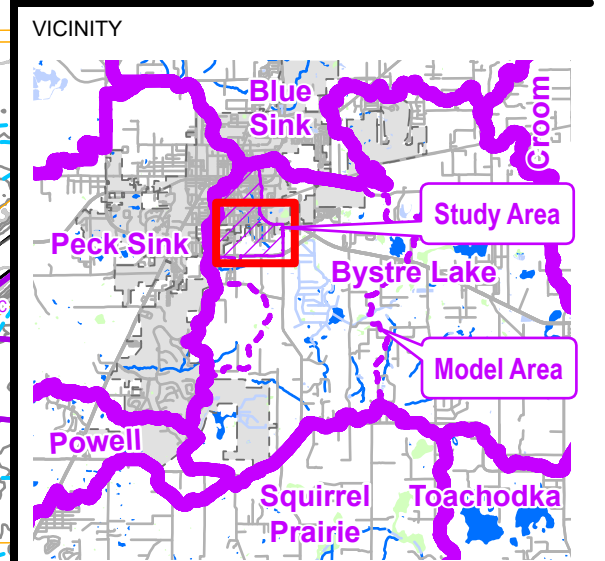 VICINITY
Blue
Sink
Croom
Study Area
Peck Sink
Bystre Lake
Model Area
Powell
Squirrel
Prairie
Toachodka